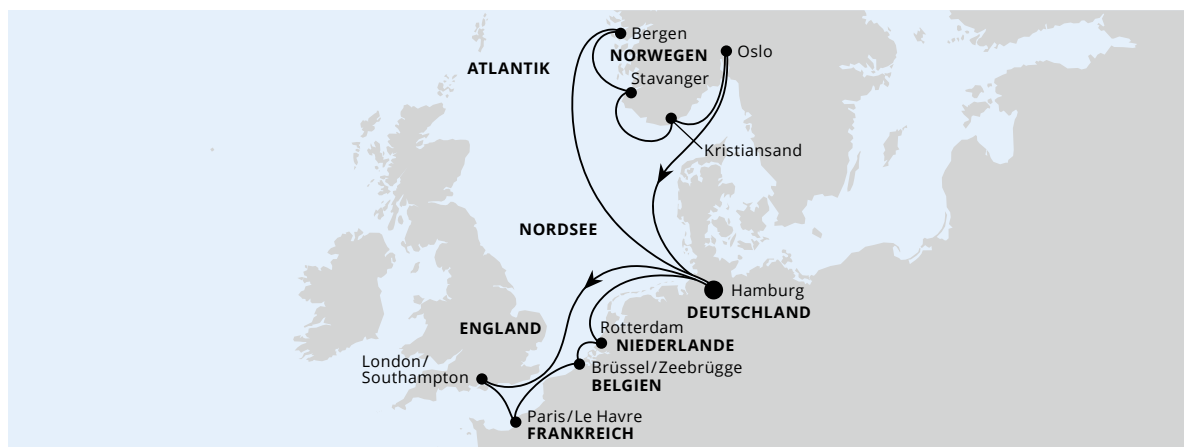 Bergen
NORWEGEN
Oslo
ATLANTIK
Stavanger
Kristiansand
NORDSEE
Hamburg
DEUTSCHLAND
ENGLAND
Rotterdam
NIEDERLANDE
London/
Southampton
Brüssel/Zeebrügge
BELGIEN
Paris/Le Havre
FRANKREICH